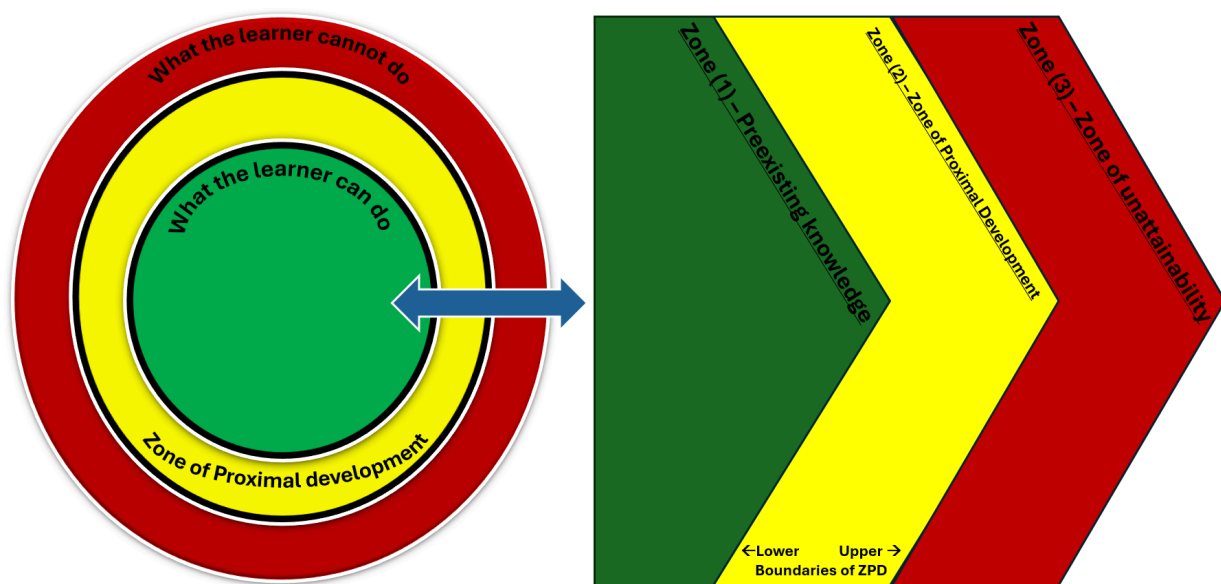 What the learner cannot do
What the learner can do
Zone of Proximal development
Zone (1) – Preexisting knowledge
Zone (2) – Zone of Proximal Development
Zone (3) – Zone of unattainability
←Lower Upper →
Boundaries of ZPD